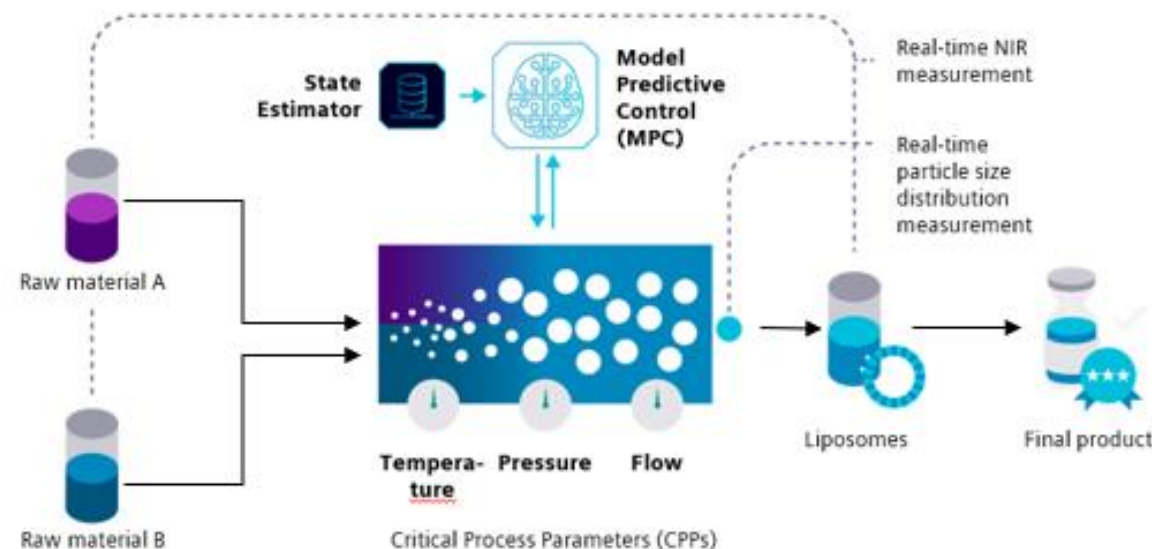 Real-time NIR
measurement
State
Estimator
Model
Predictive
Control
(MPC)
Real-time
particle size
distribution
measurement
Raw material A
Raw material B
Tempera-
ture
Pressure
Flow
Critical Process Parameters (CPPs)
Liposomes
Final product